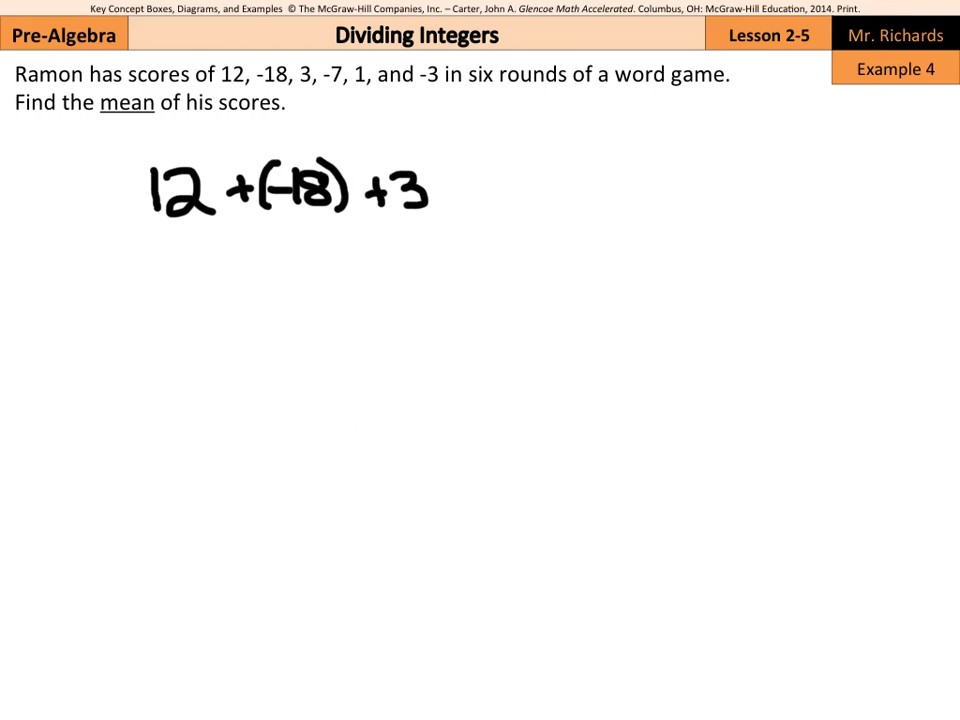 Key Concept Boxes, Diagrams, and Examples © The McGraw-Hill Companies, Inc. – Carter, John A. Glencoe Math Accelerated. Columbus, OH: McGraw-Hill Education, 2014. Print.
Pre-Algebra
Dividing Integers
Lesson 2-5
Mr. Richards
Example 4
Ramon has scores of 12, -18, 3, -7, 1, and -3 in six rounds of a word game.
Find the mean of his scores.
12 +(-18) +3